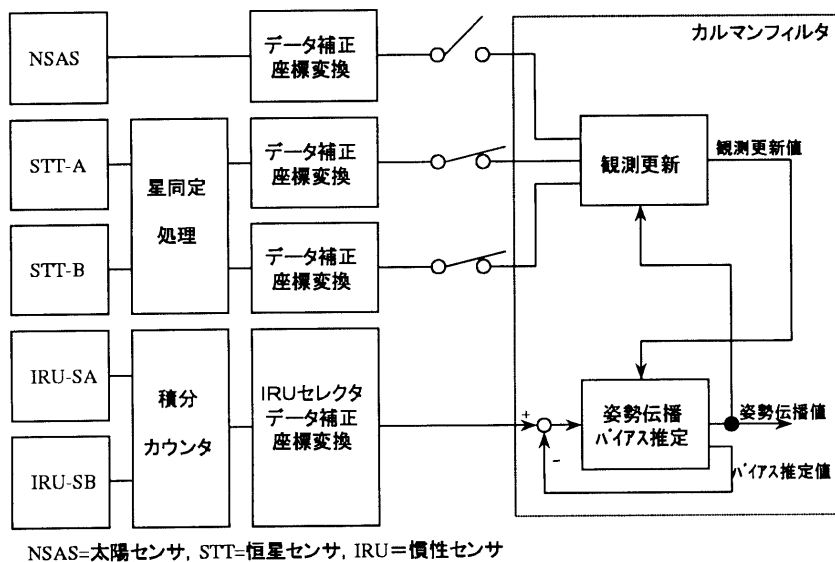 カルマンフィルタ
NSAS
データ補正
座標変換
STT-A
星同定
処理
データ補正
座標変換
観測更新
観測更新値
STT-B
データ補正
座標変換
IRU-SA
積分
カウンタ
IRUセレクタ
データ補正
座標変換
+
-
姿勢伝播
バイアス推定
姿勢伝播値
バイアス推定値
IRU-SB
NSAS=太陽センサ, STT=恒星センサ, IRU=慣性センサ